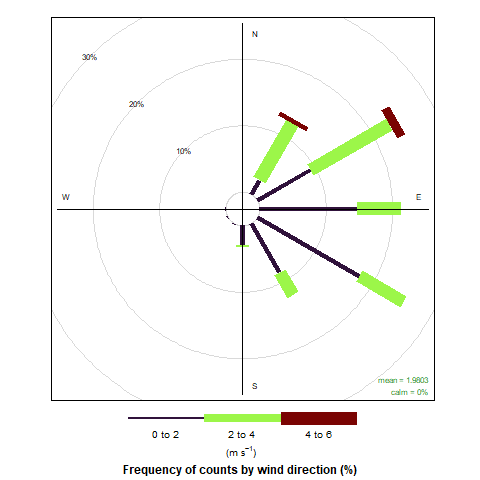 N
30%
20%
10%
W
E
S
mean = 1.9803
calm = 0%
0 to 2
2 to 4
4 to 6
(m s⁻¹)
Frequency of counts by wind direction (%)